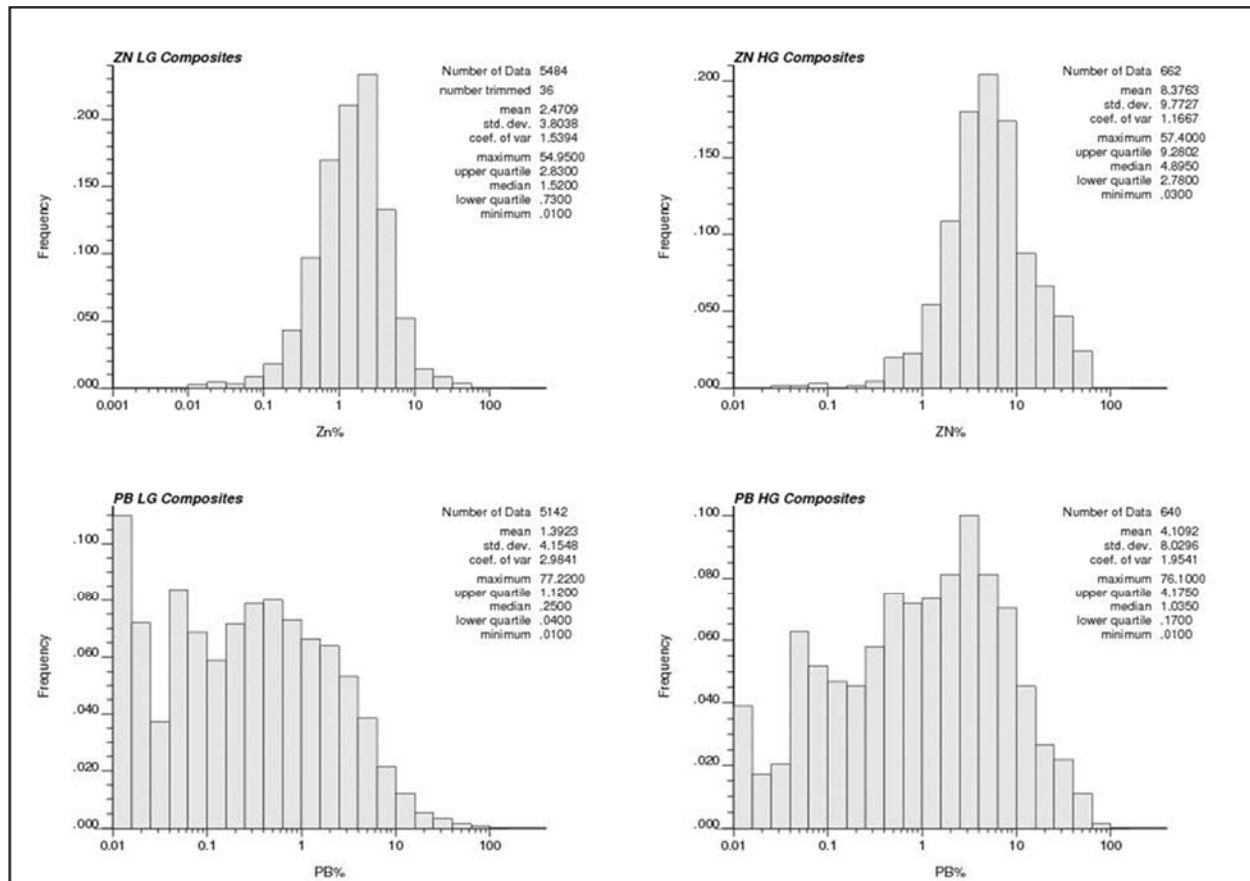 ZN LG Composites
Number of Data 5484
number trimmed 36
mean 2.4709
std. dev. 3.8038
coef. of var 1.5394
maximum 54.9500
upper quartile 2.8300
median 1.5200
lower quartile .7300
minimum .0100
Frequency
.200
.150
.100
.050
.000
0.001 0.01 0.1 1 10 100
Zn%
ZN HG Composites
Number of Data 662
mean 8.3763
std. dev. 9.7727
coef. of var 1.1667
maximum 57.4000
upper quartile 9.2802
median 4.8950
lower quartile 2.7800
minimum .0300
Frequency
.200
.150
.100
.050
.000
0.01 0.1 1 10 100
ZN%
PB LG Composites
Number of Data 5142
mean 1.3923
std. dev. 4.1548
coef. of var 2.9841
maximum 77.2200
upper quartile 1.1200
median .2500
lower quartile .0400
minimum .0100
Frequency
.100
.080
.060
.040
.020
.000
0.01 0.1 1 10 100
PB%
PB HG Composites
Number of Data 640
mean 4.1092
std. dev. 8.0296
coef. of var 1.9541
maximum 76.1000
upper quartile 4.1750
median 1.0350
lower quartile .1700
minimum .0100
Frequency
.100
.080
.060
.040
.020
.000
0.01 0.1 1 10 100
PB%